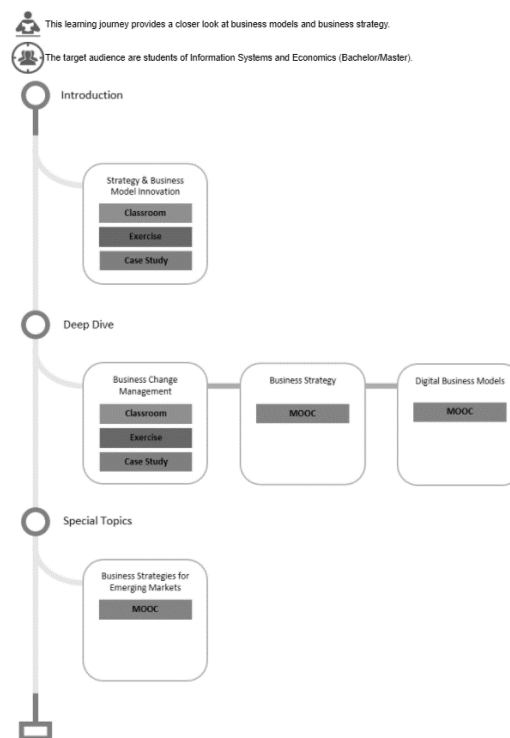 This learning journey provides a closer look at business models and business strategy.
The target audience are students of Information Systems and Economics (Bachelor/Master).
Introduction
Strategy & Business
Model Innovation
Classroom
Exercise
Case Study
Deep Dive
Business Change
Management
Classroom
Exercise
Case Study
Business Strategy
MOOC
Digital Business Models
MOOC
Special Topics
Business Strategies for
Emerging Markets
MOOC